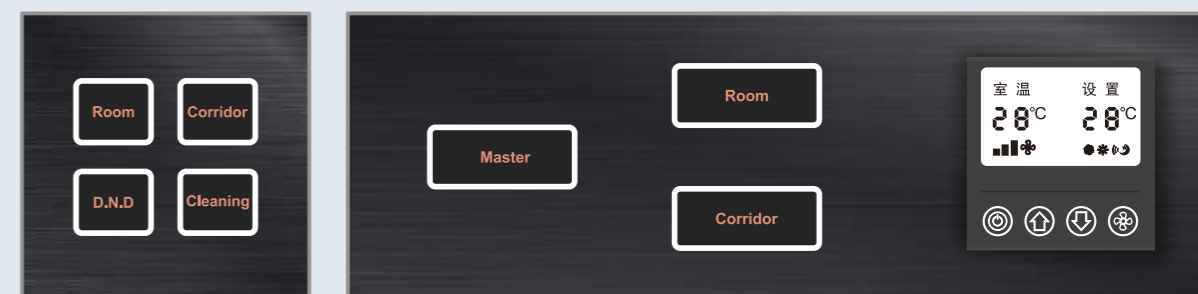 Room
Corridor
D.N.D
Cleaning
Master
Room
Corridor
室温 设置
28℃ 28℃